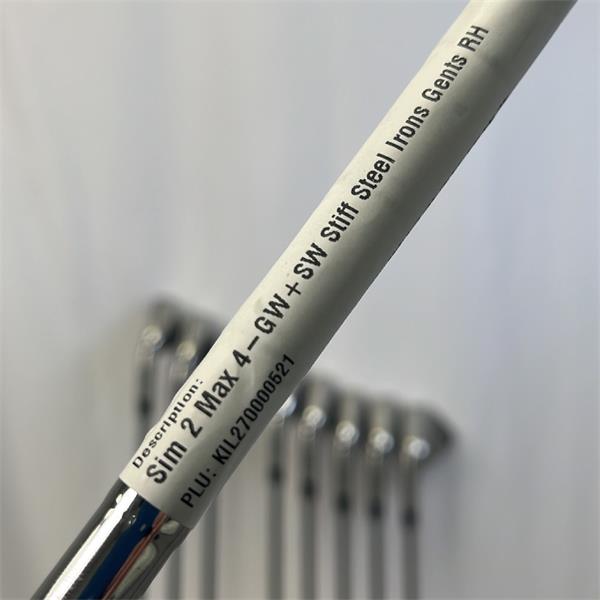 Description:
Sim 2 Max 4-GW+SW Stiff Steel Irons Gents RH
PLU: KIL270000521